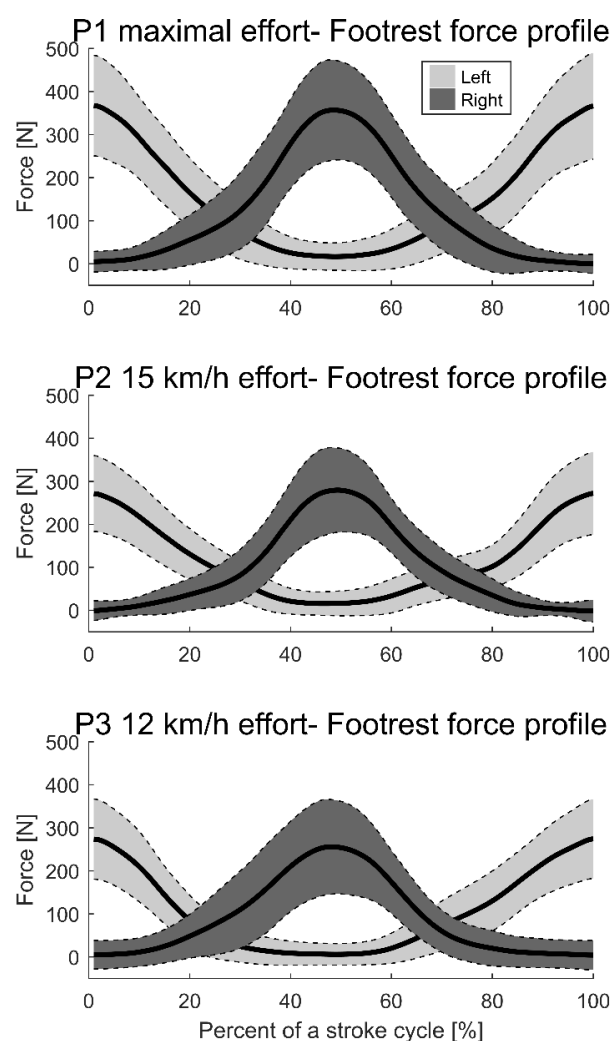 P1 maximal effort- Footrest force profile
500
400
300
200
100
0
Force [N]
Left
Right
0 20 40 60 80 100
P2 15 km/h effort- Footrest force profile
500
400
300
200
100
0
Force [N]
0 20 40 60 80 100
P3 12 km/h effort- Footrest force profile
500
400
300
200
100
0
Force [N]
0 20 40 60 80 100
Percent of a stroke cycle [%]